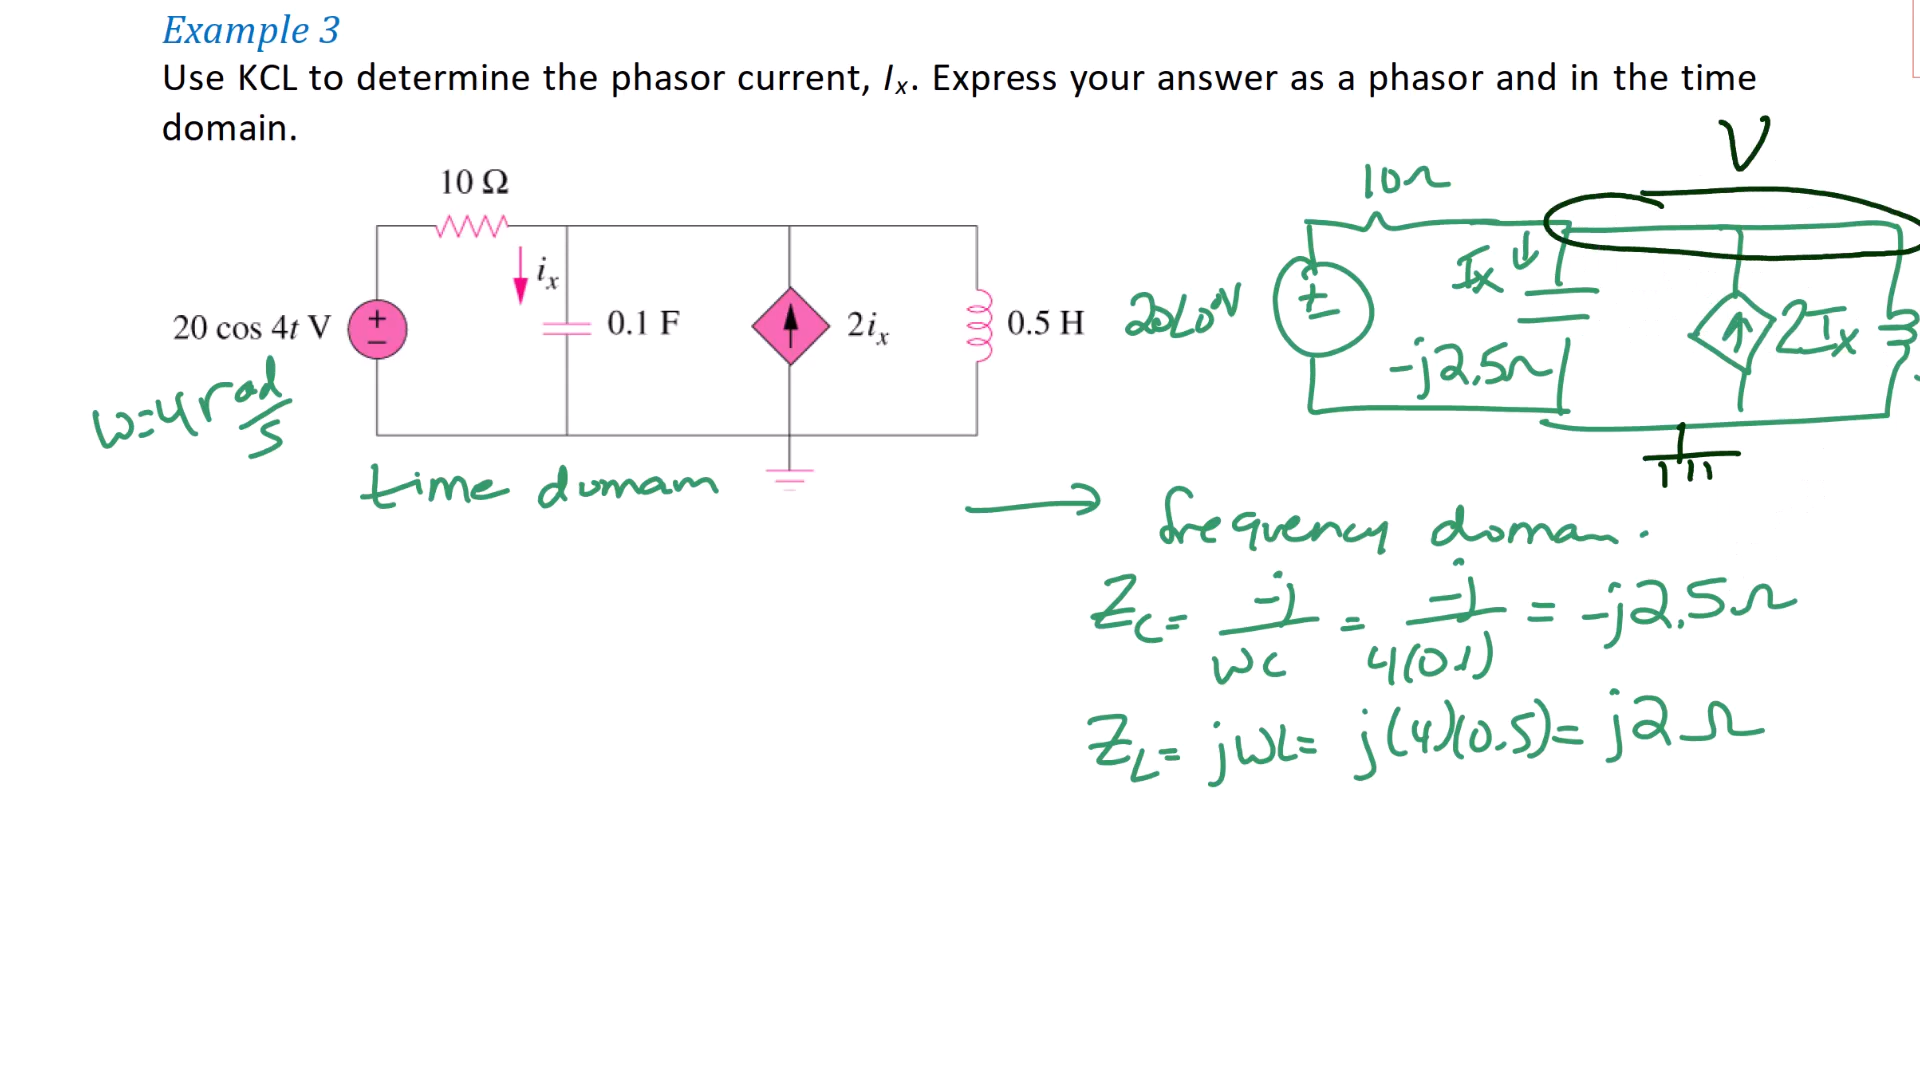 Example 3
Use KCL to determine the phasor current, Iₓ. Express your answer as a phasor and in the time
domain.
10 Ω
iₓ
20 cos 4t V
+
−
0.1 F
2iₓ
0.5 H
ω=4 rad/s
time domain
V
10Ω
Iₓ
20∠0°V
+
−
-j2.5Ω
2Iₓ
frequency domain.
Z_C = -j/ωC = -j/4(0.1) = -j2.5Ω
Z_L = jωL = j(4)(0.5) = j2Ω